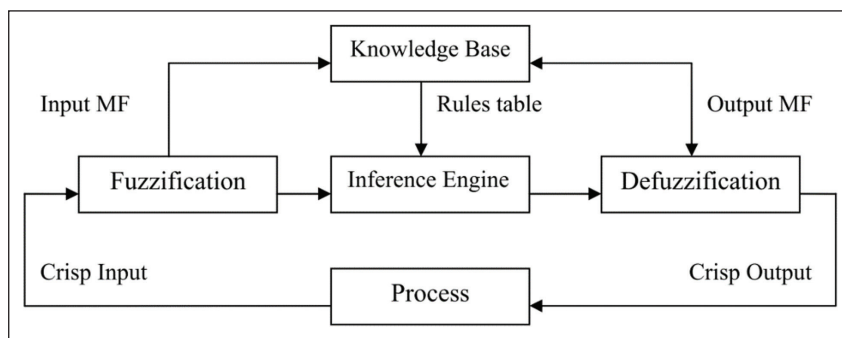 Knowledge Base
Input MF
Rules table
Output MF
Fuzzification
Inference Engine
Defuzzification
Crisp Input
Crisp Output
Process